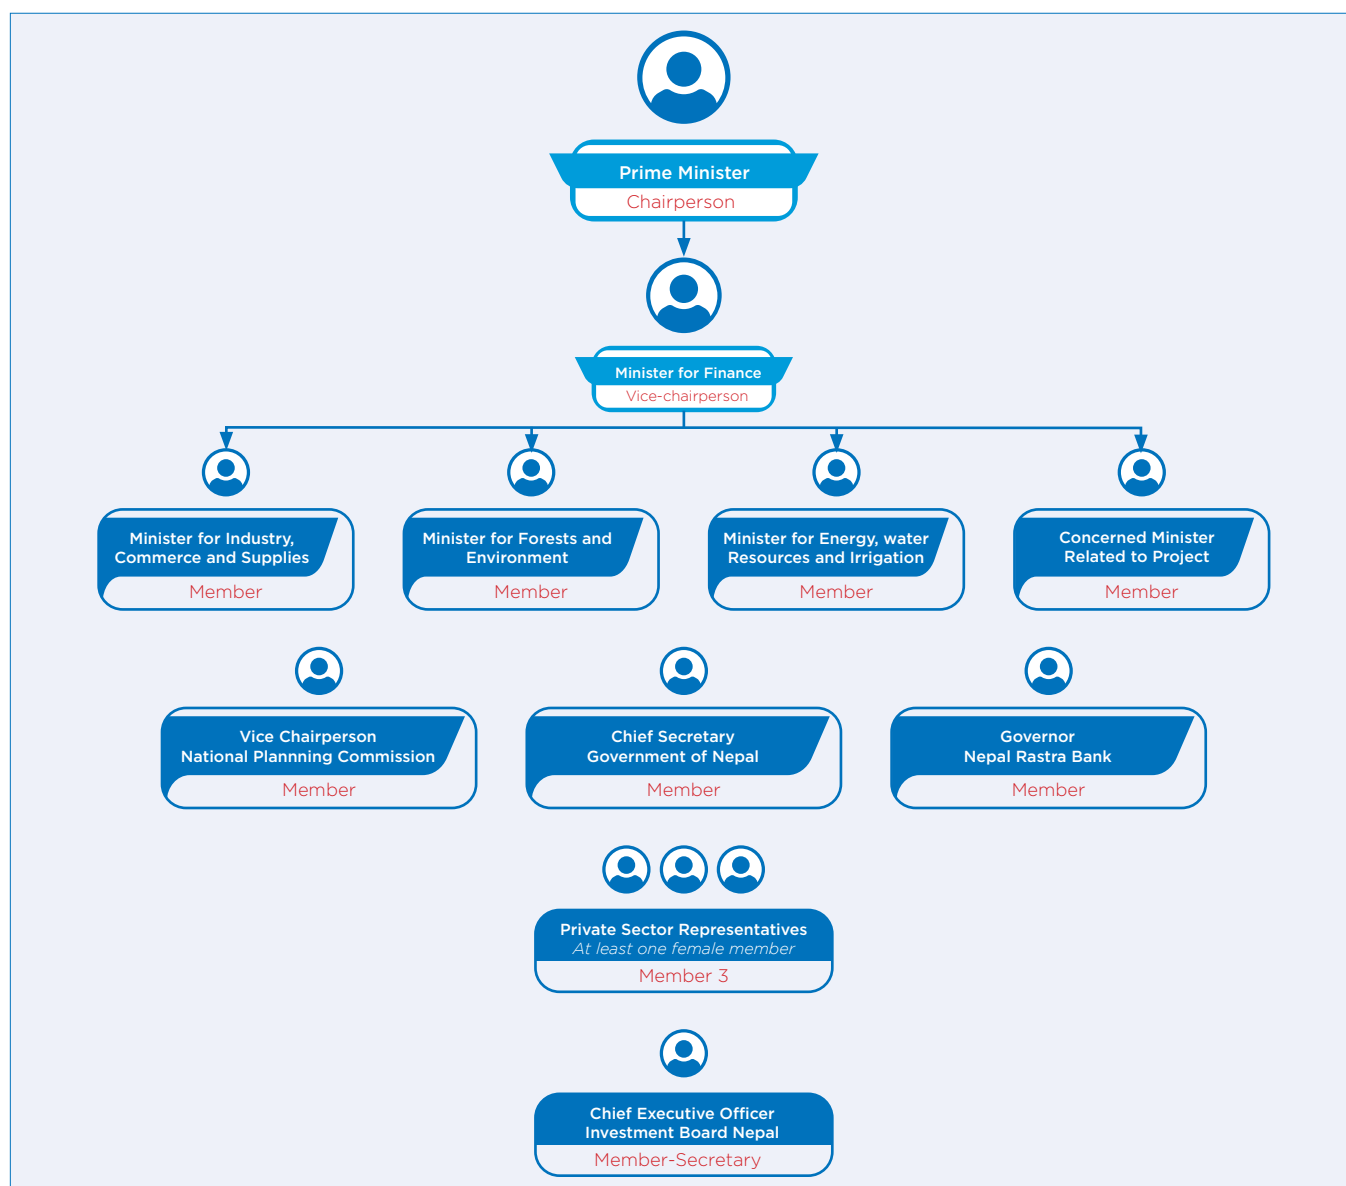 Prime Minister
Chairperson
Minister for Finance
Vice-chairperson
Minister for Industry,
Commerce and Supplies
Member
Minister for Forests and
Environment
Member
Minister for Energy, water
Resources and Irrigation
Member
Concerned Minister
Related to Project
Member
Vice Chairperson
National Plannning Commission
Member
Chief Secretary
Government of Nepal
Member
Governor
Nepal Rastra Bank
Member
Private Sector Representatives
At least one female member
Member 3
Chief Executive Officer
Investment Board Nepal
Member-Secretary